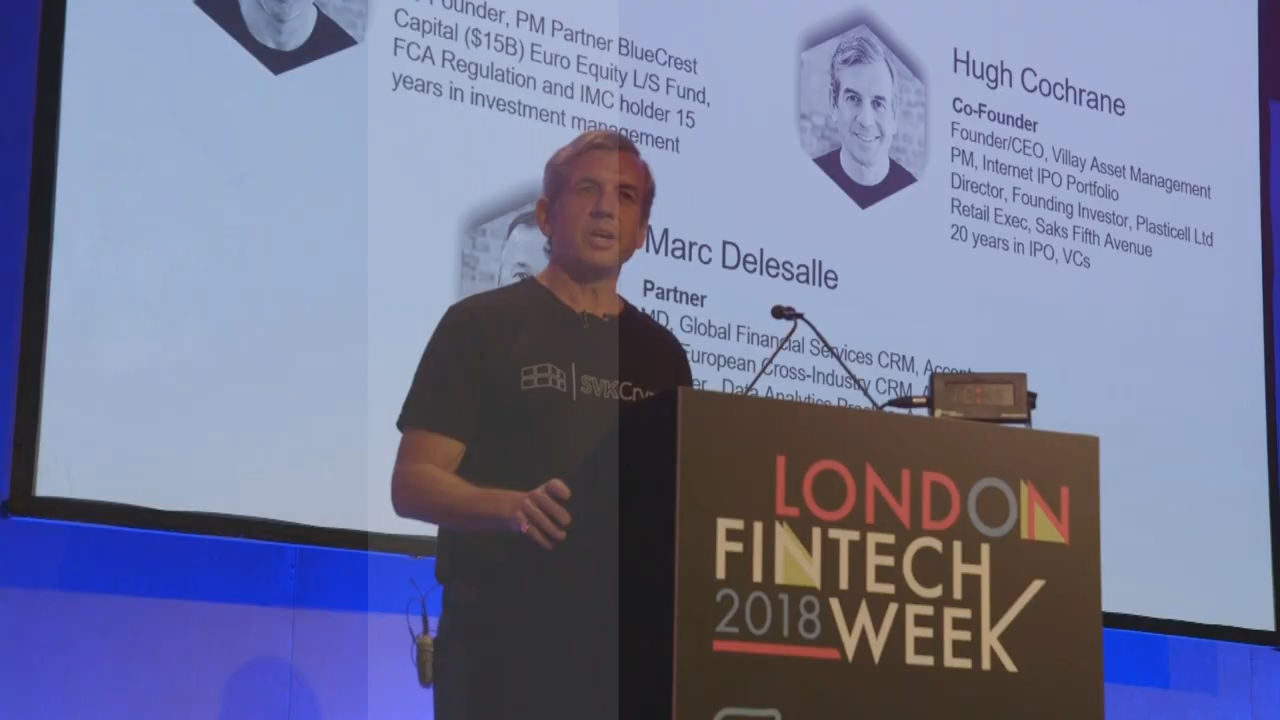 Founder, PM Partner BlueCrest
Capital ($15B) Euro Equity L/S Fund,
FCA Regulation and IMC holder 15
years in investment management
Hugh Cochrane
Co-Founder
Founder/CEO, Villay Asset Management
PM, Internet IPO Portfolio
Director, Founding Investor, Plasticell Ltd
Retail Exec, Saks Fifth Avenue
20 years in IPO, VCs
Marc Delesalle
Partner
MD, Global Financial Services CRM,
European Cross-Industry CRM,
Data Analytics
SVK
LONDON
FINTECH
2018 WEEK